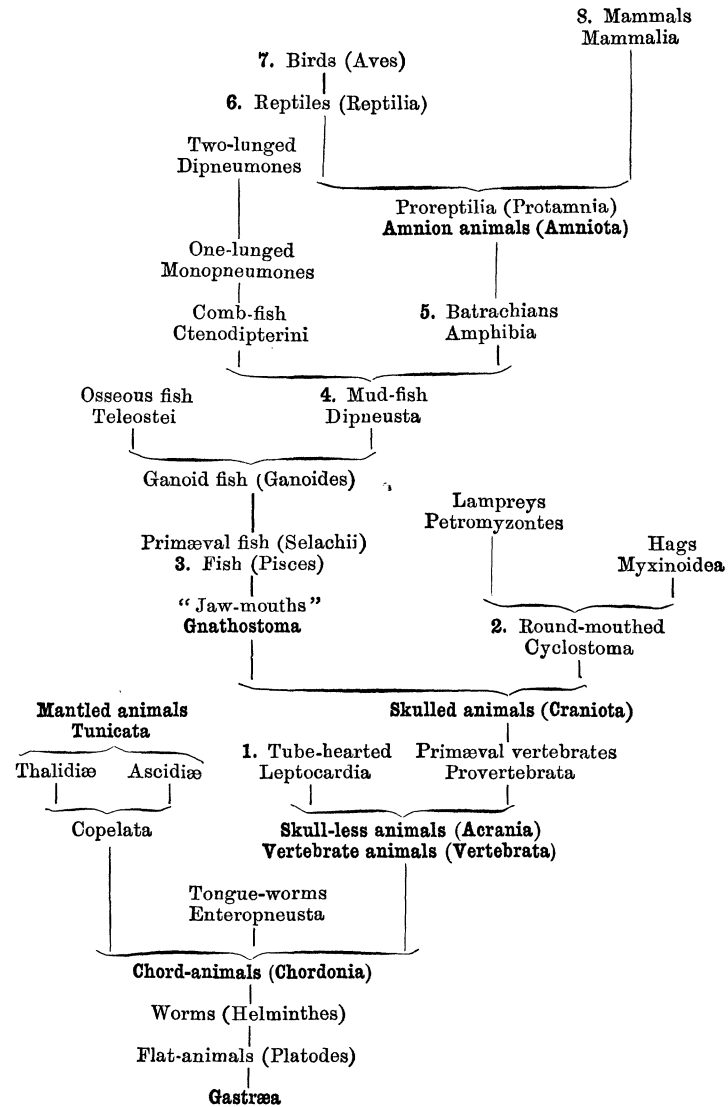 8. Mammals
Mammalia
7. Birds (Aves)
6. Reptiles (Reptilia)
Two-lunged
Dipneumones
Proreptilia (Protamnia)
Amnion animals (Amniota)
One-lunged
Monopneumones
Comb-fish
Ctenodipterini
5. Batrachians
Amphibia
Osseous fish
Teleostei
4. Mud-fish
Dipneusta
Ganoid fish (Ganoides)
Lampreys
Petromyzontes
Primæval fish (Selachii)
3. Fish (Pisces)
Hags
Myxinoidea
“Jaw-mouths”
Gnathostoma
2. Round-mouthed
Cyclostoma
Mantled animals
Tunicata
Skulled animals (Craniota)
Thalidiæ
Ascidiæ
1. Tube-hearted
Leptocardia
Primæval vertebrates
Provertebrata
Copelata
Skull-less animals (Acrania)
Vertebrate animals (Vertebrata)
Tongue-worms
Enteropneusta
Chord-animals (Chordonia)
Worms (Helminthes)
Flat-animals (Platodes)
Gastræa